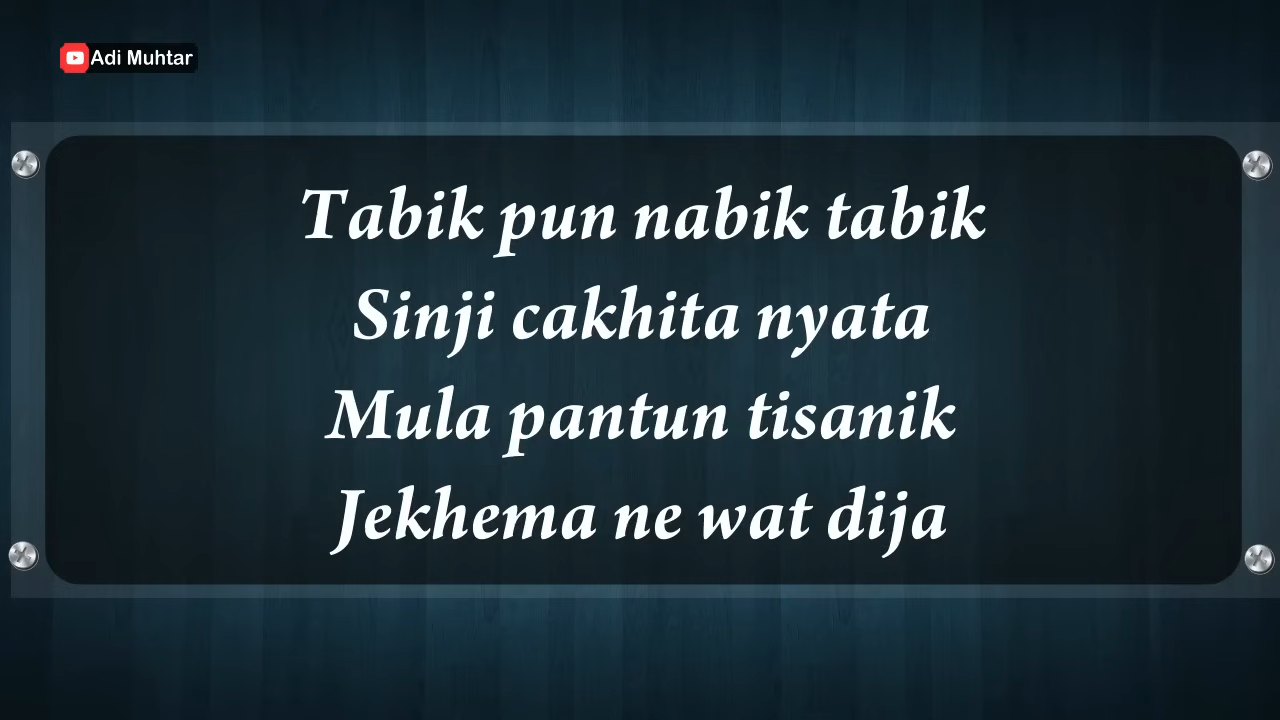 Adi Muhtar
Tabik pun nabik tabik
Sinji cakhita nyata
Mula pantun tisanik
Jekhema ne wat dija